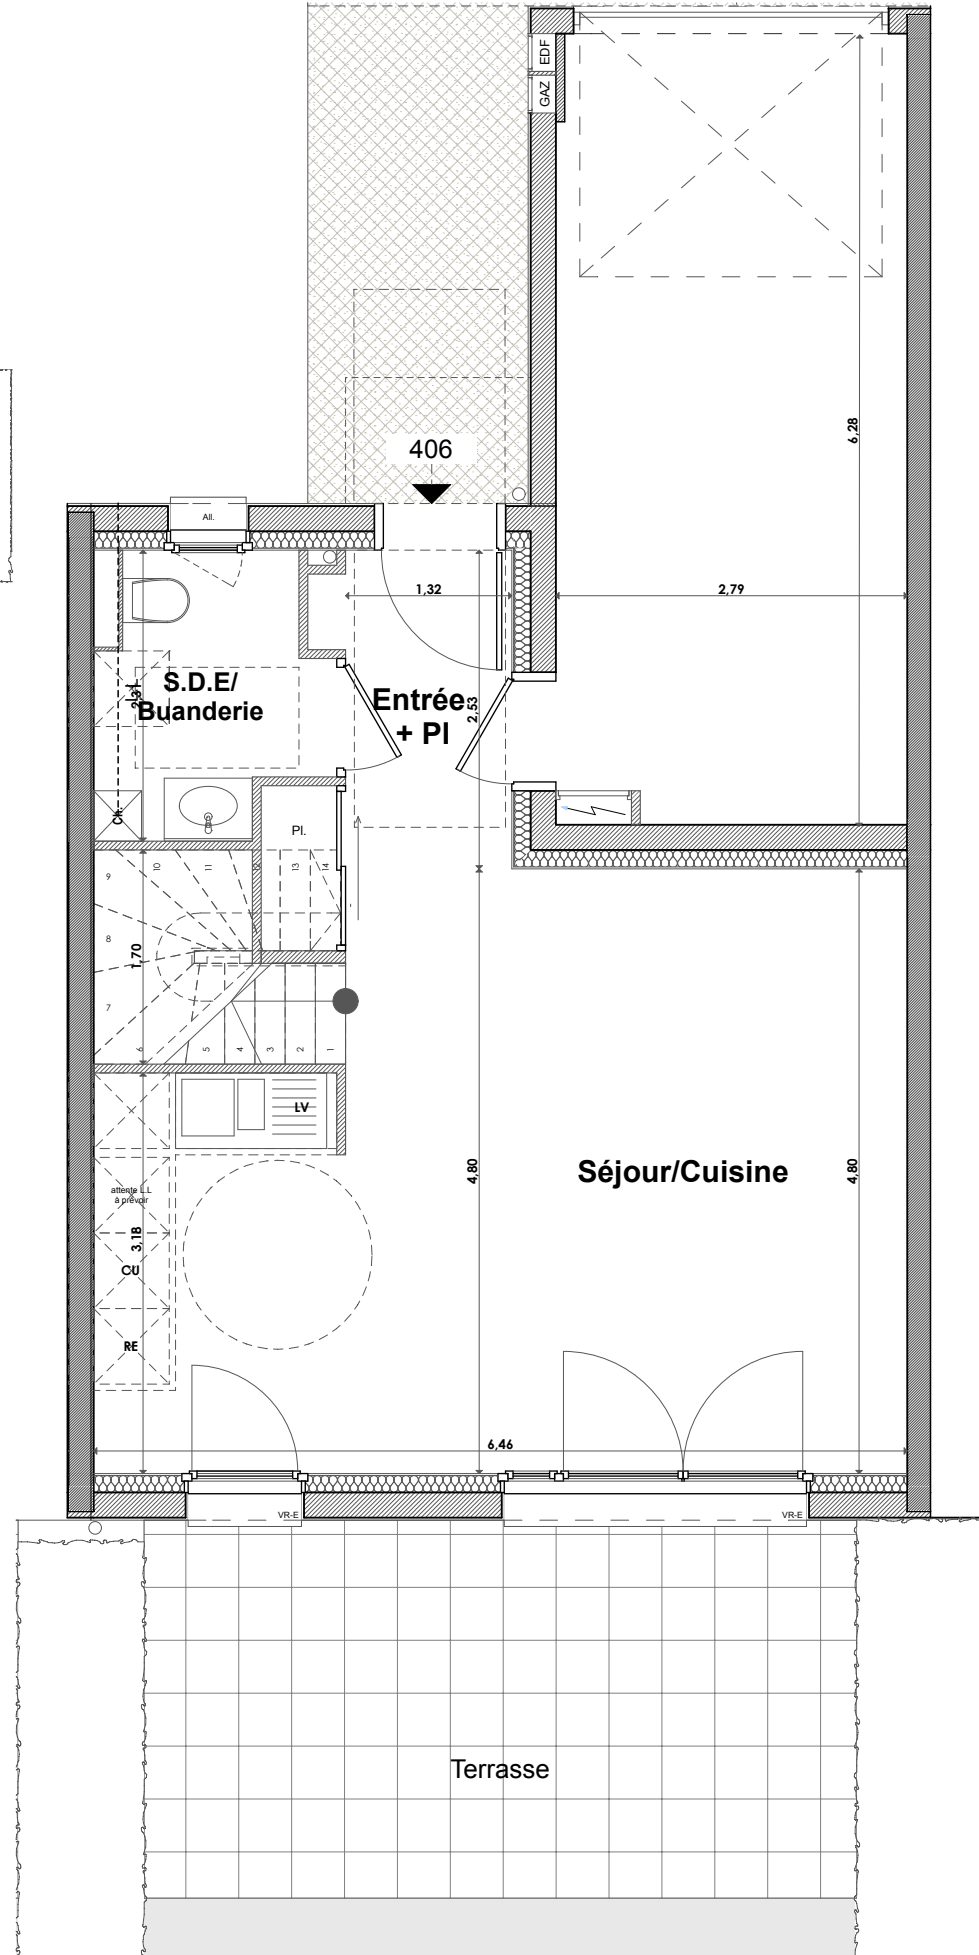 EDF
GAZ
6,28
406
All.
1,32
2,79
S.D.E/
Buanderie
2,31
Entrée
+ Pl
2,53
Ch.
Pl.
14
13
12
11
10
9
8
7
6
5
4
3
2
1
1,70
LV
attente L.L
à prévoir
3,18
CU
RE
4,80
Séjour/Cuisine
4,80
6,46
VR-E
VR-E
Terrasse